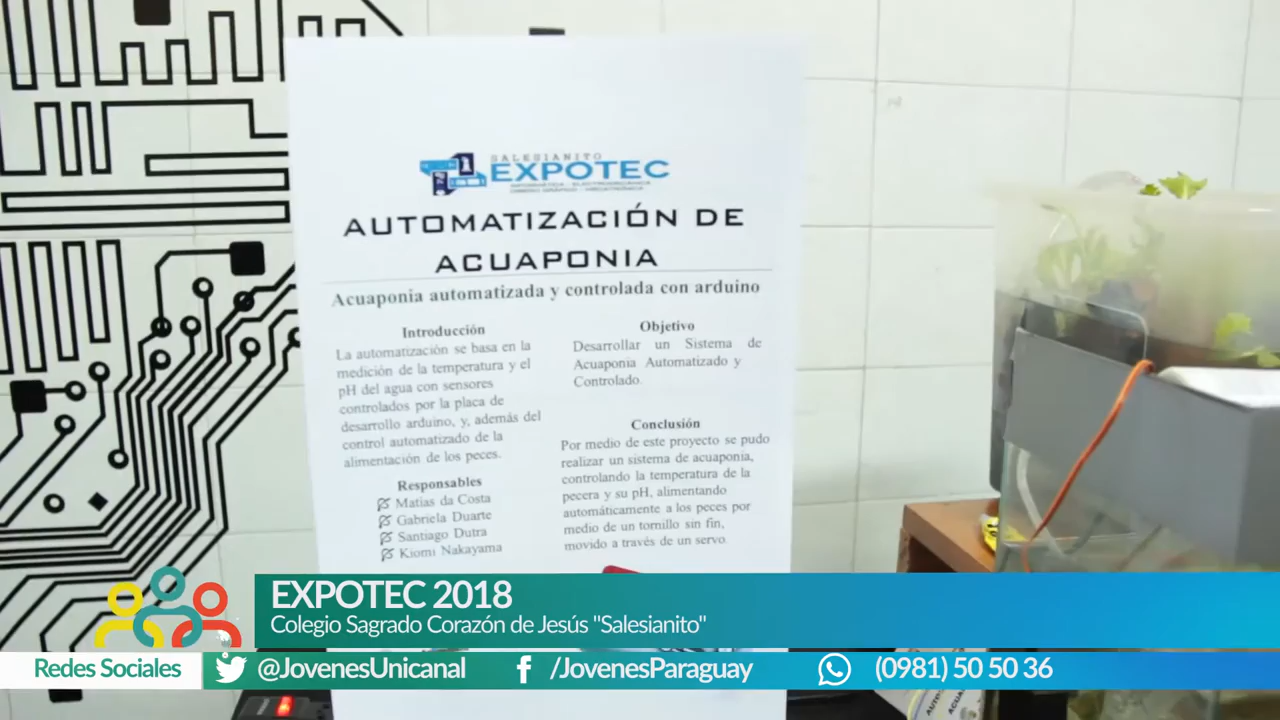 SALESIANITO
EXPOTEC
INFORMÁTICA - ELECTROMECÁNICA
DISEÑO GRÁFICO - MECATRÓNICA
AUTOMATIZACIÓN DE
ACUAPONIA
Acuaponia automatizada y controlada con arduino
Introducción
La automatización se basa en la
medición de la temperatura y el
pH del agua con sensores
controlados por la placa de
desarrollo arduino, y, además del
control automatizado de la
alimentación de los peces.
Responsables
Matias da Costa
Gabriela Duarte
Santiago Dutra
Kiomi Nakayama
Objetivo
Desarrollar un Sistema de
Acuaponia Automatizado y
Controlado.
Conclusión
Por medio de este proyecto se pudo
realizar un sistema de acuaponia,
controlando la temperatura de la
pecera y su pH, alimentando
automáticamente a los peces por
medio de un tornillo sin fin,
movido a través de un servo.
EXPOTEC 2018
Colegio Sagrado Corazón de Jesús "Salesianito"
Redes Sociales @JovenesUnicanal /JovenesParaguay (0981) 50 50 36